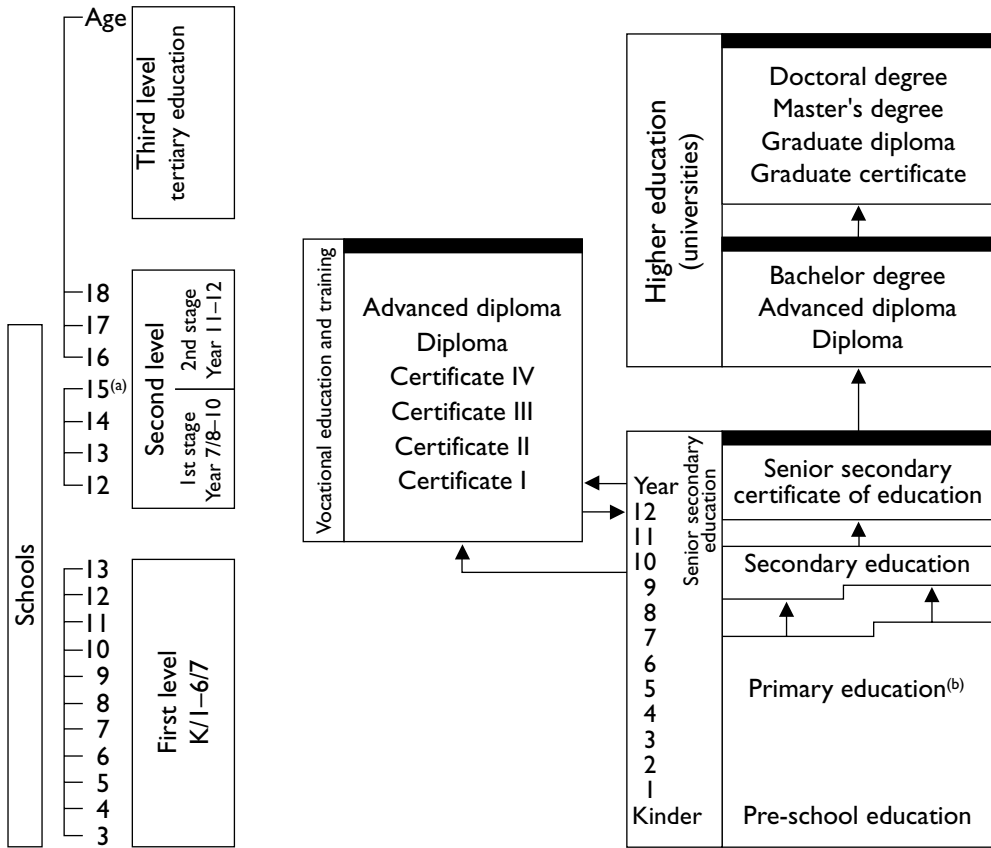 Age
Third level
tertiary education
18
17
16
15(a)
14
13
12
Second level
2nd stage
Year 11–12
1st stage
Year 7/8–10
Schools
13
12
11
10
9
8
7
6
5
4
3
First level
K/1–6/7
Vocational education and training
Advanced diploma
Diploma
Certificate IV
Certificate III
Certificate II
Certificate I
Higher education
(universities)
Doctoral degree
Master's degree
Graduate diploma
Graduate certificate
Bachelor degree
Advanced diploma
Diploma
Year
12
11
10
9
8
7
6
5
4
3
2
1
Kinder
Senior secondary
education
Senior secondary
certificate of education
Secondary education
Primary education(b)
Pre-school education